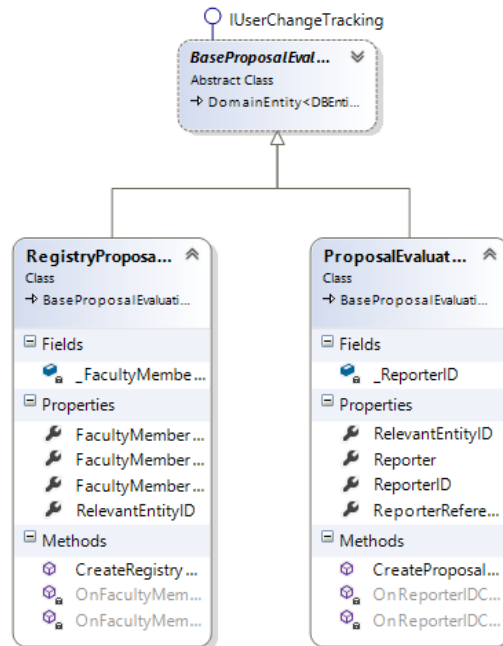 IUserChangeTracking
BaseProposalEval...
Abstract Class
DomainEntity<DBEnti...
RegistryProposa...
Class
BaseProposalEvaluati...
Fields
_FacultyMembe...
Properties
FacultyMember...
FacultyMember...
FacultyMember...
RelevantEntityID
Methods
CreateRegistry...
OnFacultyMem...
OnFacultyMem...
ProposalEvaluat...
Class
BaseProposalEvaluati...
Fields
_ReporterID
Properties
RelevantEntityID
Reporter
ReporterID
ReporterRefere...
Methods
CreateProposal...
OnReporterIDC...
OnReporterIDC...